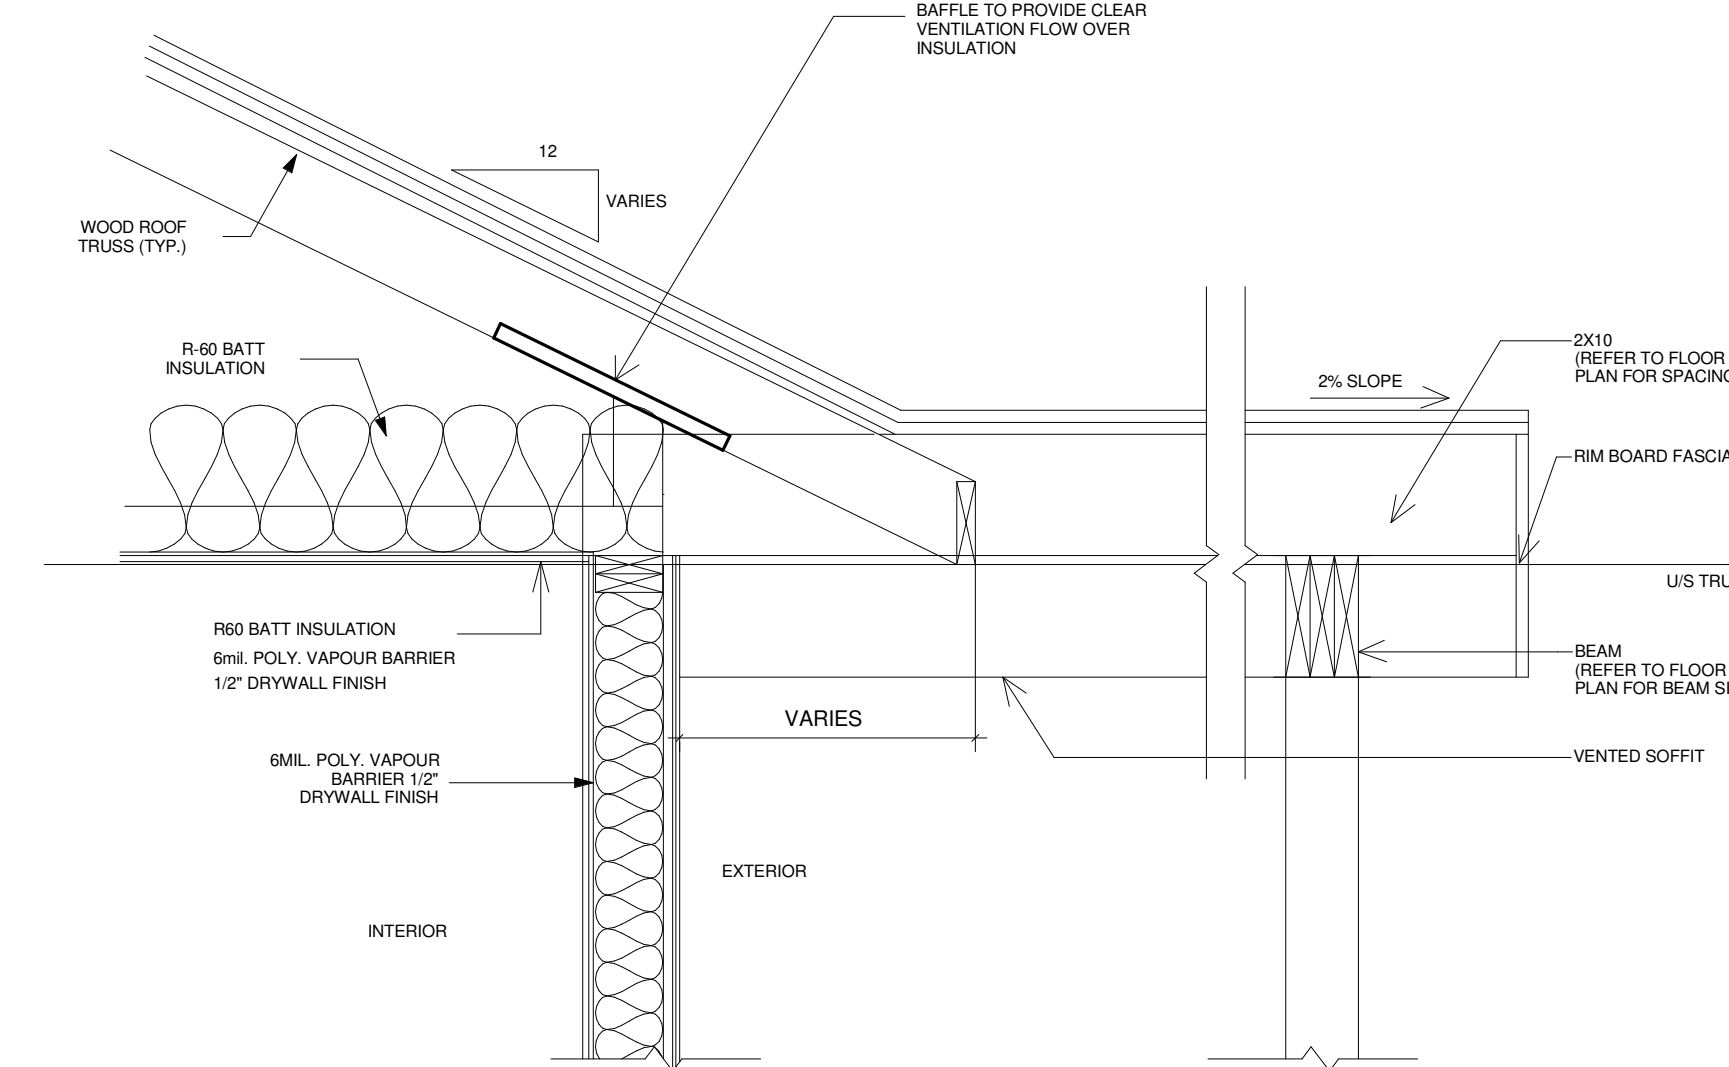 BAFFLE TO PROVIDE CLEAR
VENTILATION FLOW OVER
INSULATION
12
VARIES
WOOD ROOF
TRUSS (TYP.)
R-60 BATT
INSULATION
2% SLOPE
2X10
(REFER TO FLOOR
PLAN FOR SPACING
RIM BOARD FASCIA
U/S
R60 BATT INSULATION
6mil. POLY. VAPOUR BARRIER
1/2" DRYWALL FINISH
BEAM
(REFER TO FLOOR
PLAN FOR BEAM
VARIES
VENTED SOFFIT
6MIL. POLY. VAPOUR
BARRIER 1/2"
DRYWALL FINISH
EXTERIOR
INTERIOR